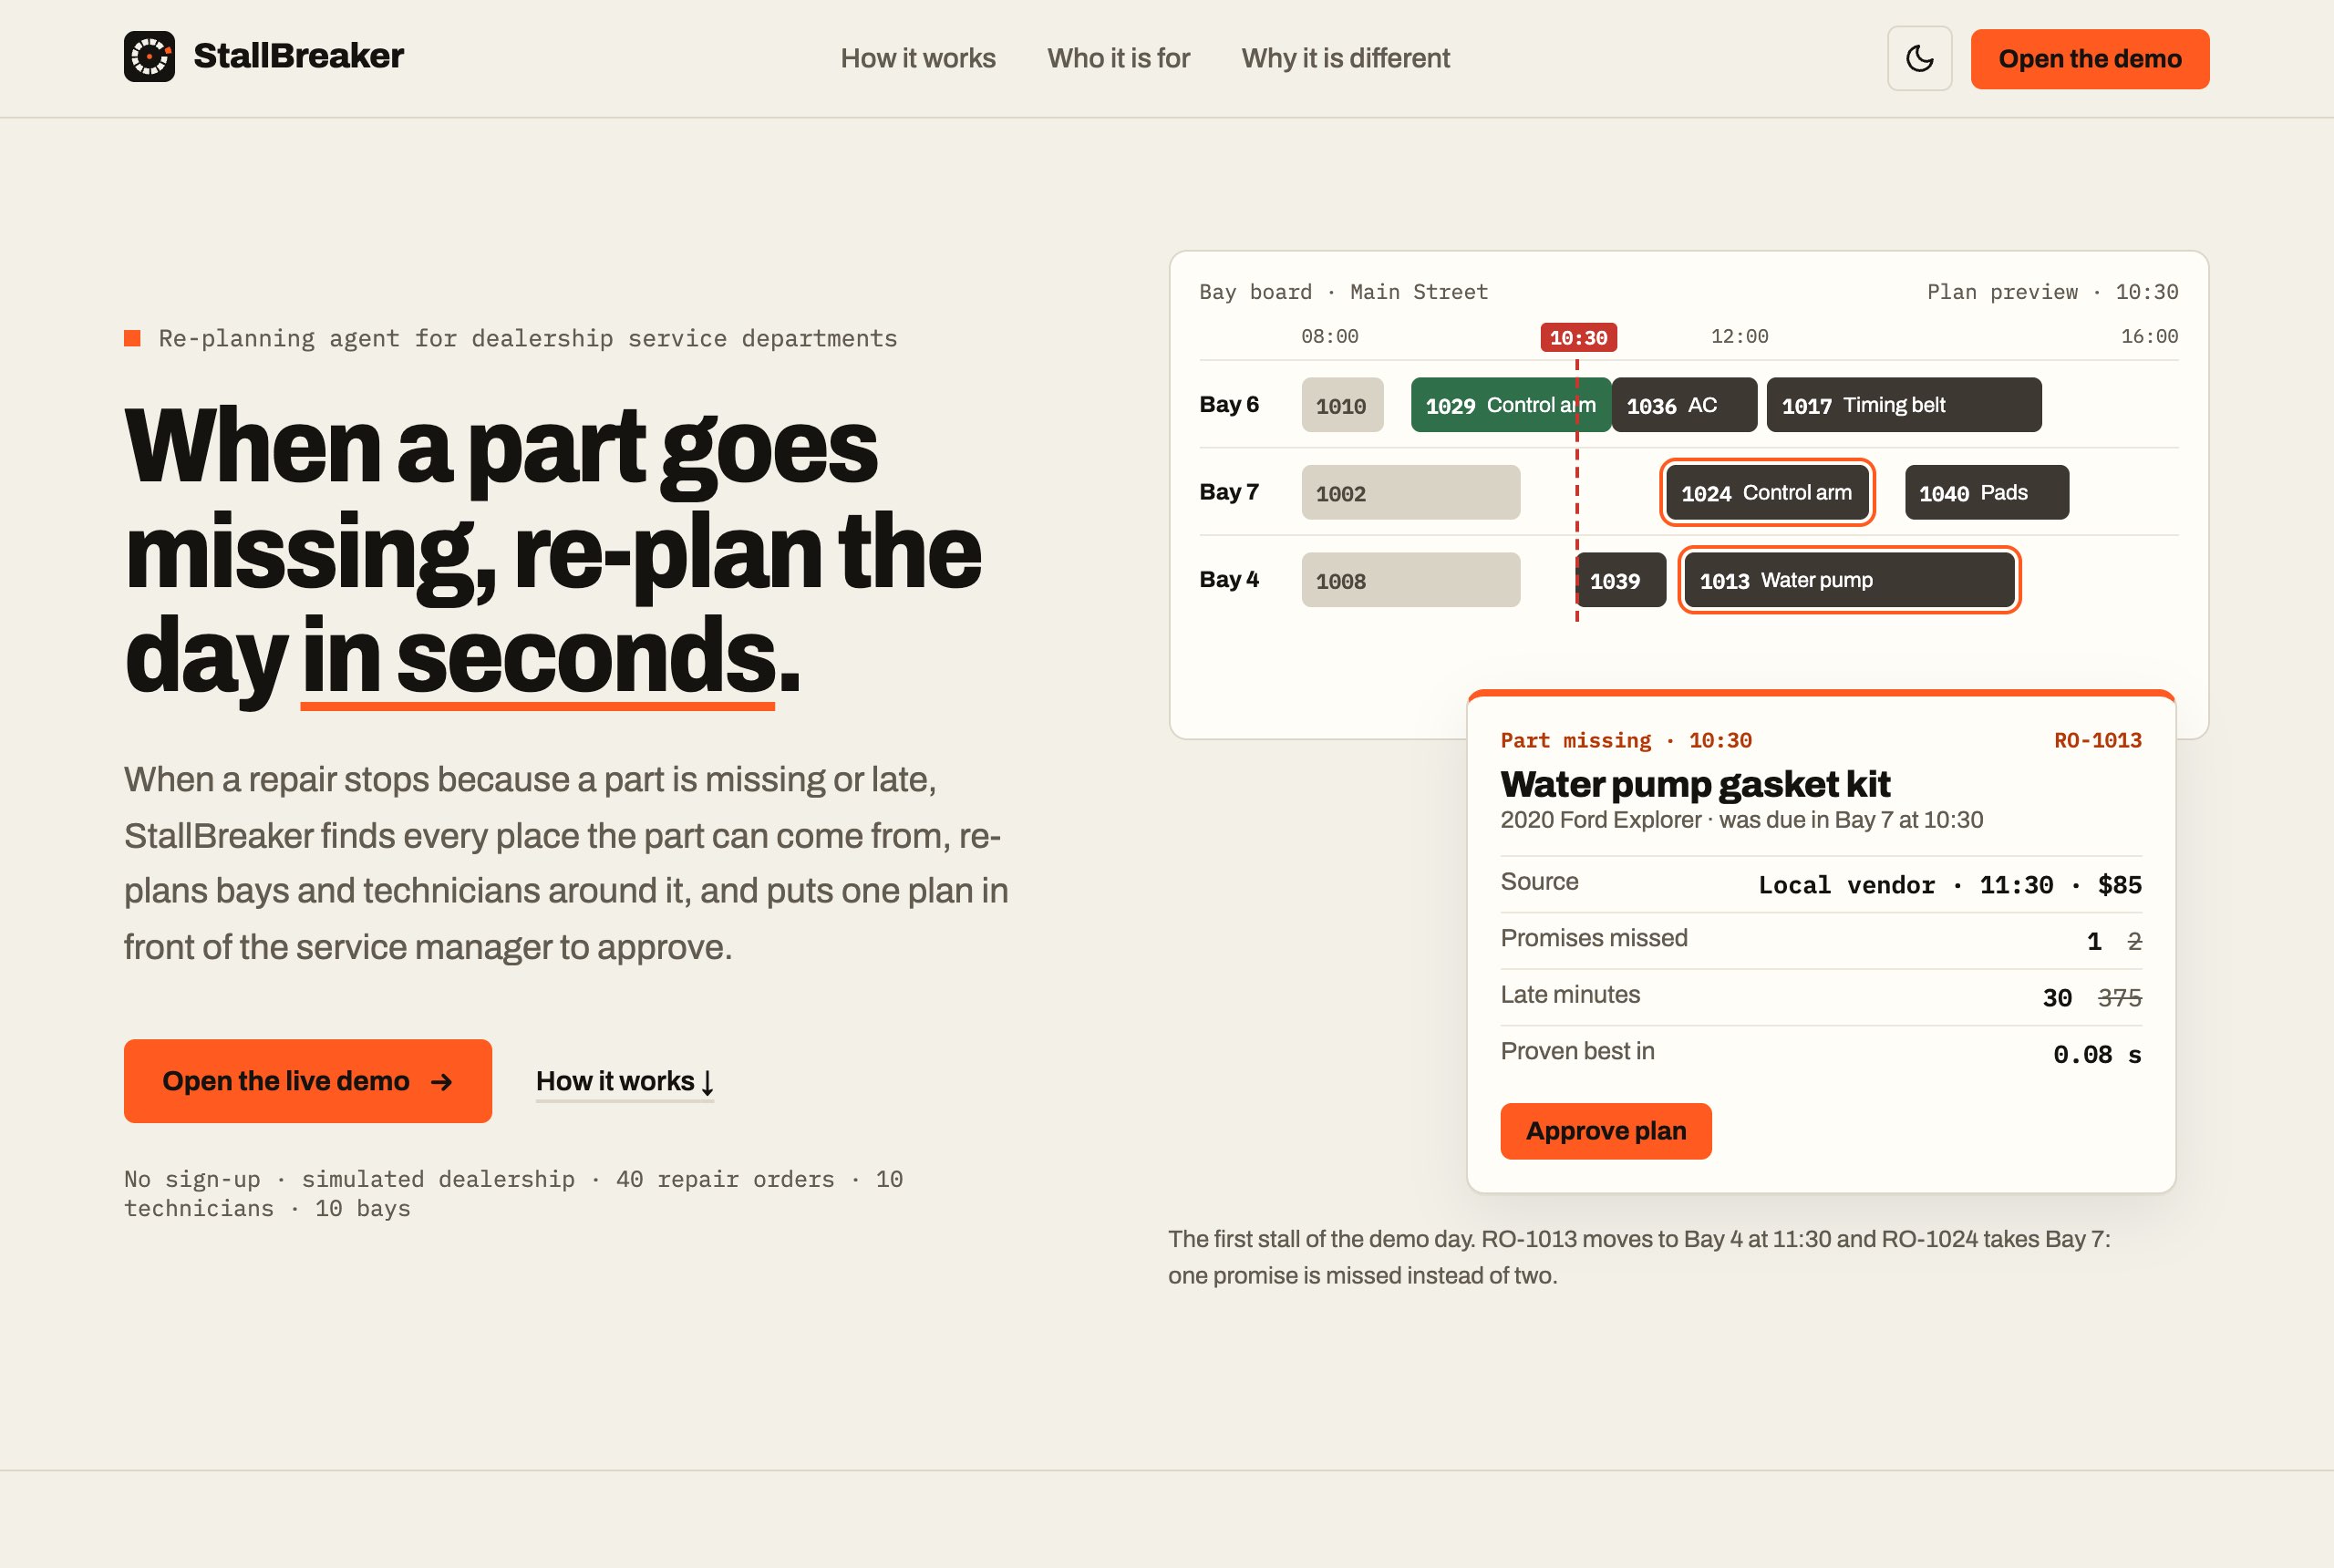 StallBreaker
How it works
Who it is for
Why it is different
Open the demo
Re-planning agent for dealership service departments
When a part goes
missing, re-plan the
day in seconds.
When a repair stops because a part is missing or late,
StallBreaker finds every place the part can come from, re-
plans bays and technicians around it, and puts one plan in
front of the service manager to approve.
Open the live demo →
How it works ↓
No sign-up · simulated dealership · 40 repair orders · 10
technicians · 10 bays
Bay board · Main Street
Plan preview · 10:30
08:00 10:30 12:00 16:00
Bay 6 1010 1029 Control arm 1036 AC 1017 Timing belt
Bay 7 1002 1024 Control arm 1040 Pads
Bay 4 1008 1039 1013 Water pump
Part missing · 10:30 RO-1013
Water pump gasket kit
2020 Ford Explorer · was due in Bay 7 at 10:30
Source Local vendor · 11:30 · $85
Promises missed 1 2
Late minutes 30 375
Proven best in 0.08 s
Approve plan
The first stall of the demo day. RO-1013 moves to Bay 4 at 11:30 and RO-1024 takes Bay 7:
one promise is missed instead of two.